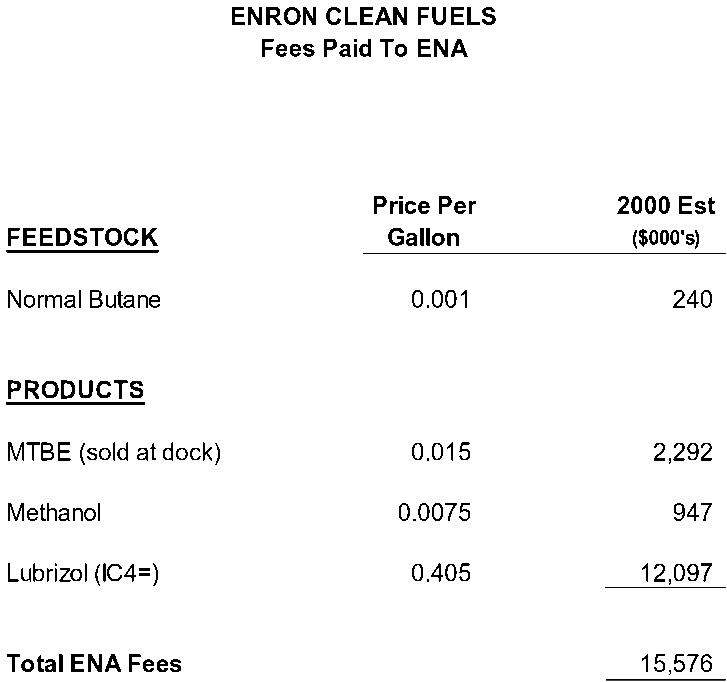 ENRON CLEAN FUELS
Fees Paid To ENA
Price Per 2000 Est
FEEDSTOCK Gallon ($000's)
Normal Butane 0.001 240
PRODUCTS
MTBE (sold at dock) 0.015 2,292
Methanol 0.0075 947
Lubrizol (IC4=) 0.405 12,097
Total ENA Fees 15,576